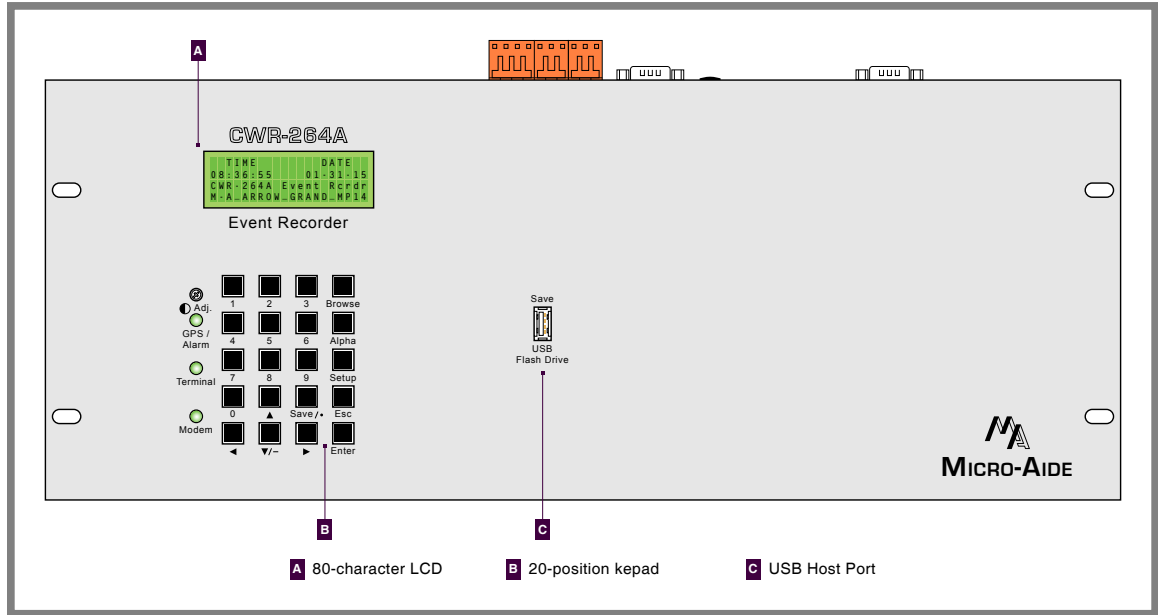 A
CWR-264A
TIME DATE
08:36:55 01-31-15
CWR-264A Event Rcrdr
M-A_ARROW_GRAND_MP14
Event Recorder
Adj.
1 2 3 Browse
GPS /
Alarm
4 5 6 Alpha
Terminal
7 8 9 Setup
Modem
0 ▲ Save/• Esc
◄ ▼/– ► Enter
Save
USB
Flash Drive
MA
MICRO-AIDE
B
C
A 80-character LCD
B 20-position kepad
C USB Host Port